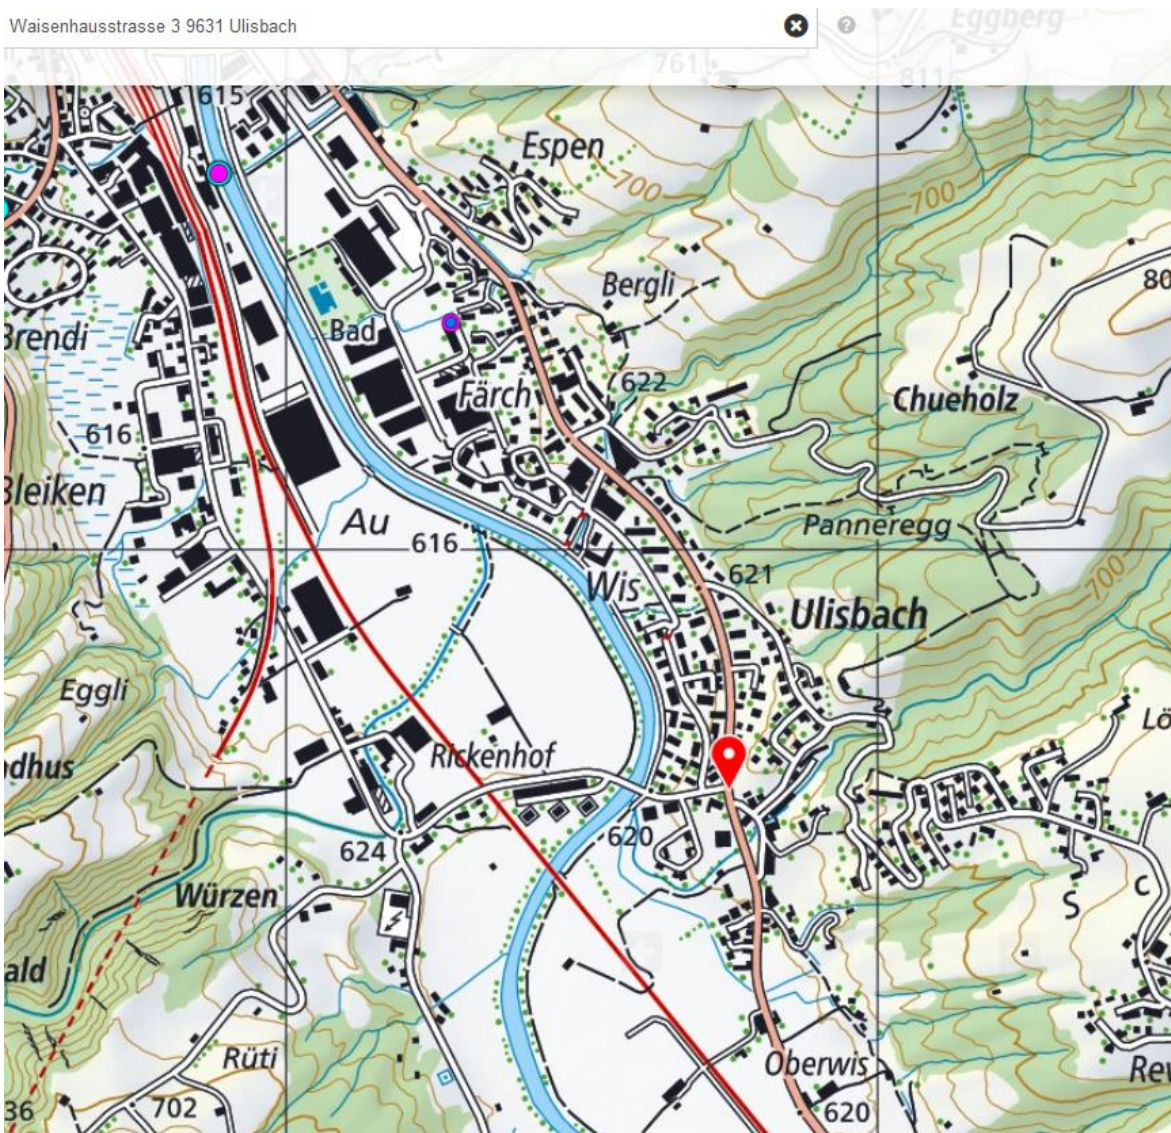 Waisenhausstrasse 3 9631 Ulisbach
Eggberg
761
811
615
Espen
700
700
Bergli
80
Brendi
Bad
622
Färch
Chueholz
616
Bleiken
Au
Panneregg
616
700
Wis
621
Ulisbach
Eggli
Lö
dhus
Rickenhof
620
624
Würzen
S
C
ald
Rüti
Oberwis
Rev
36
702
620